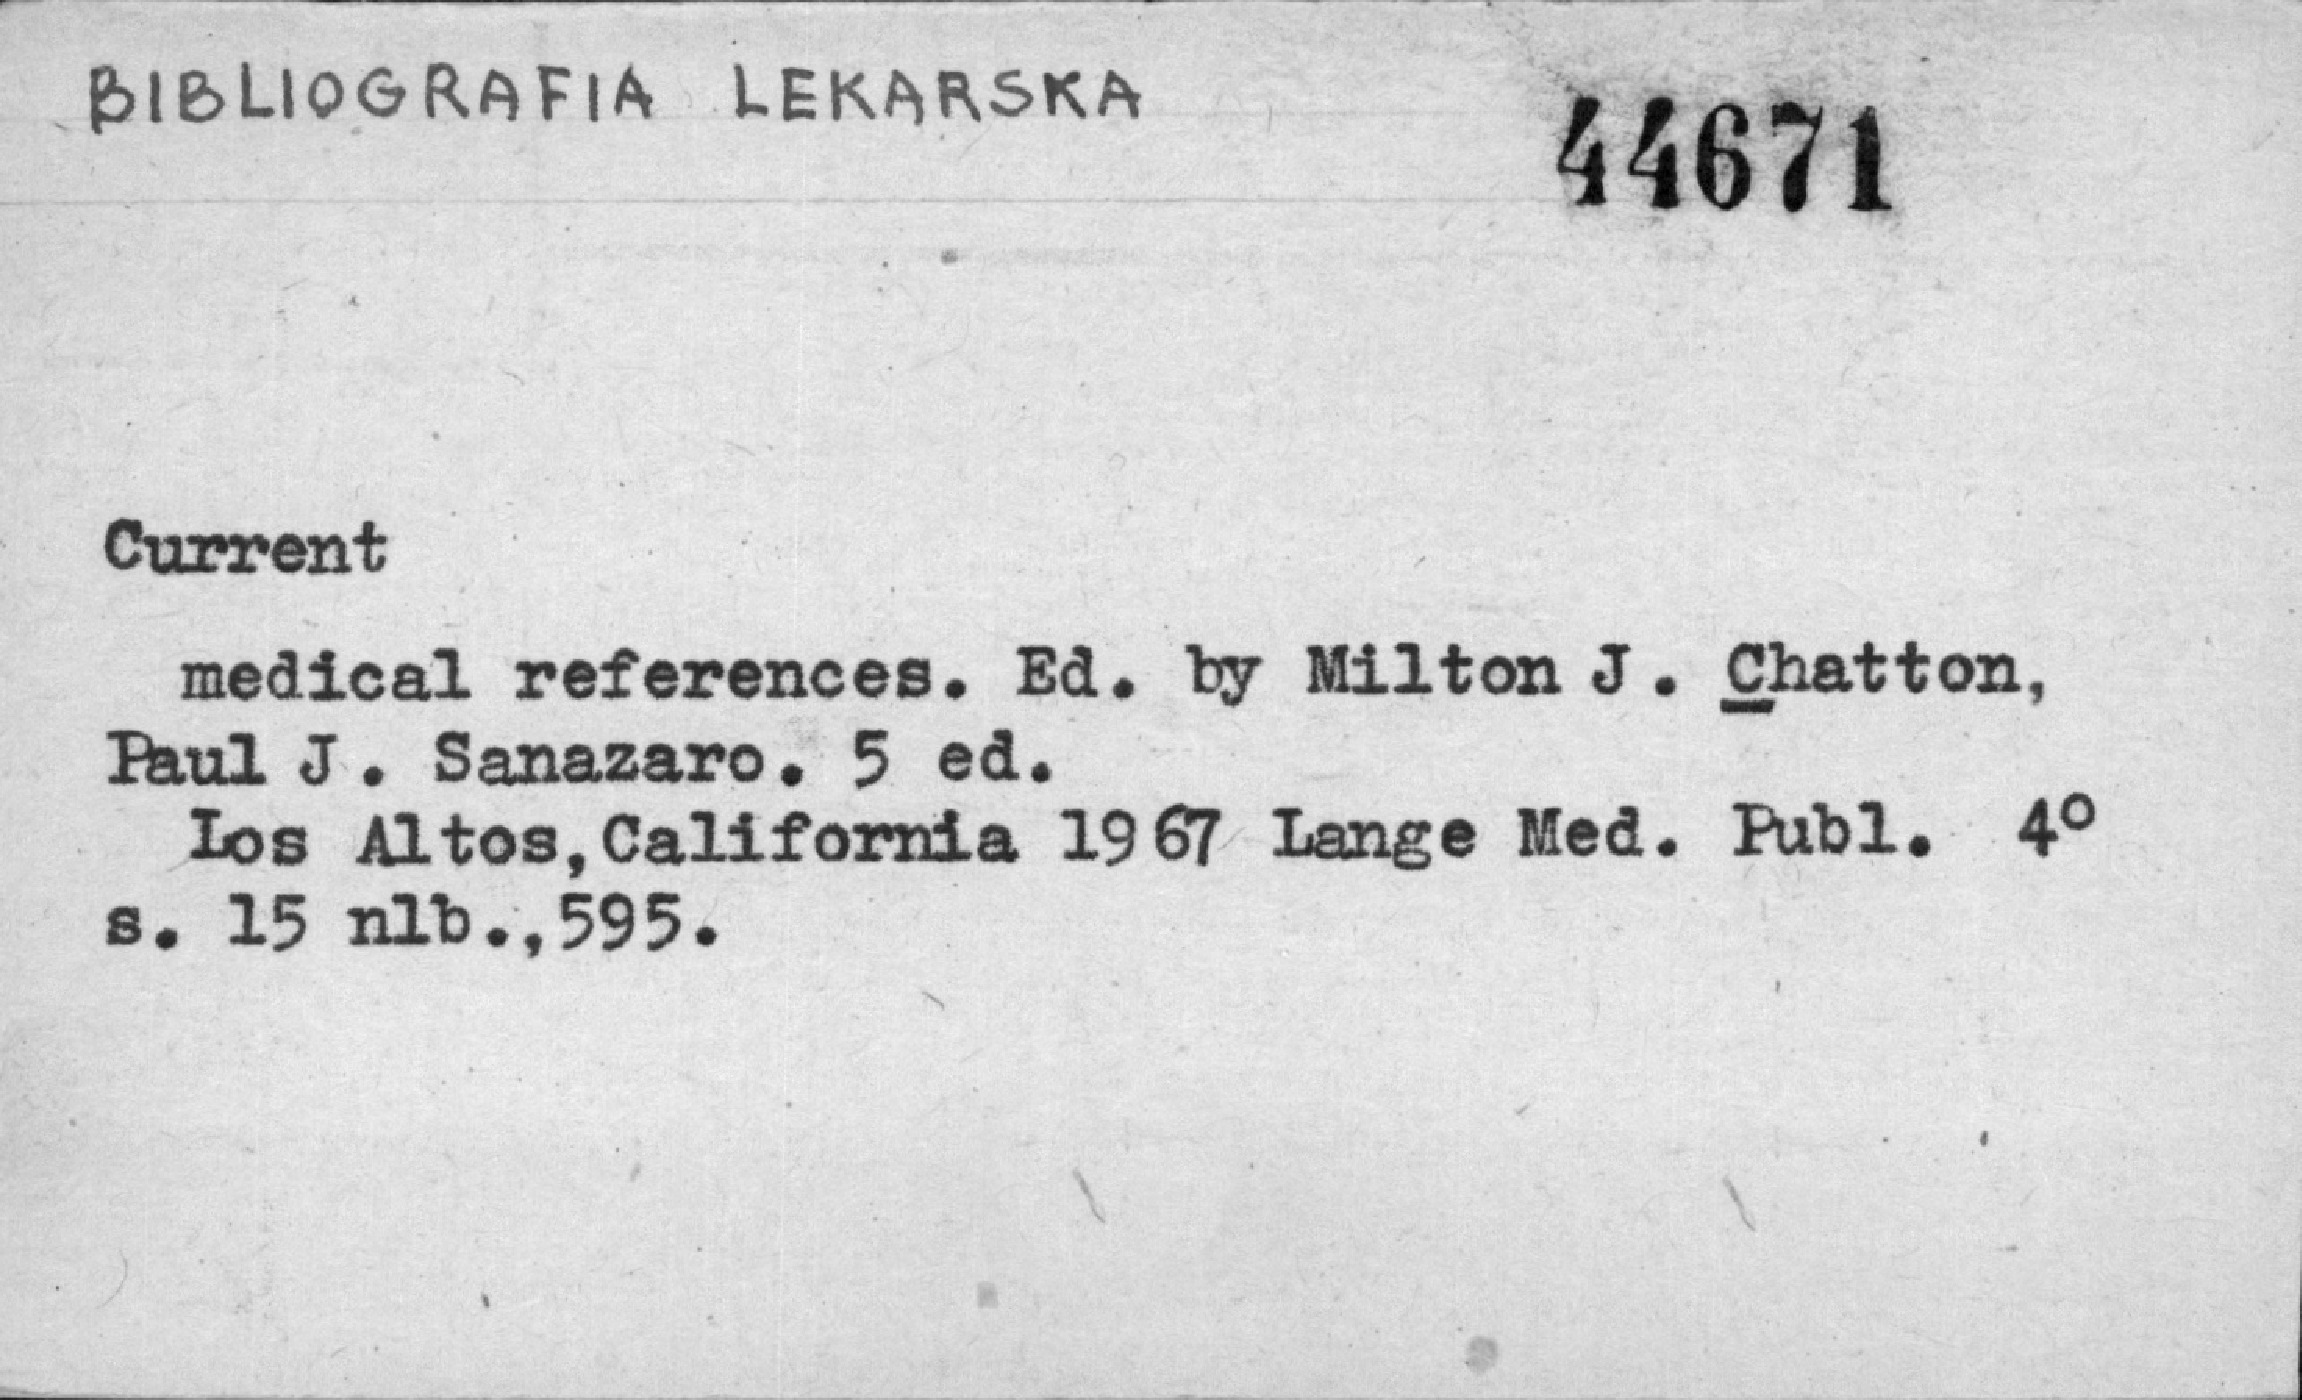 BIBLIOGRAFIA LEKARSKA
44671
Current
medical references. Ed. by Milton J. Chatton,
Paul J. Sanazaro. 5 ed.
Los Altos,California 1967 Lange Med. Publ. 4°
s. 15 nlb.,595.